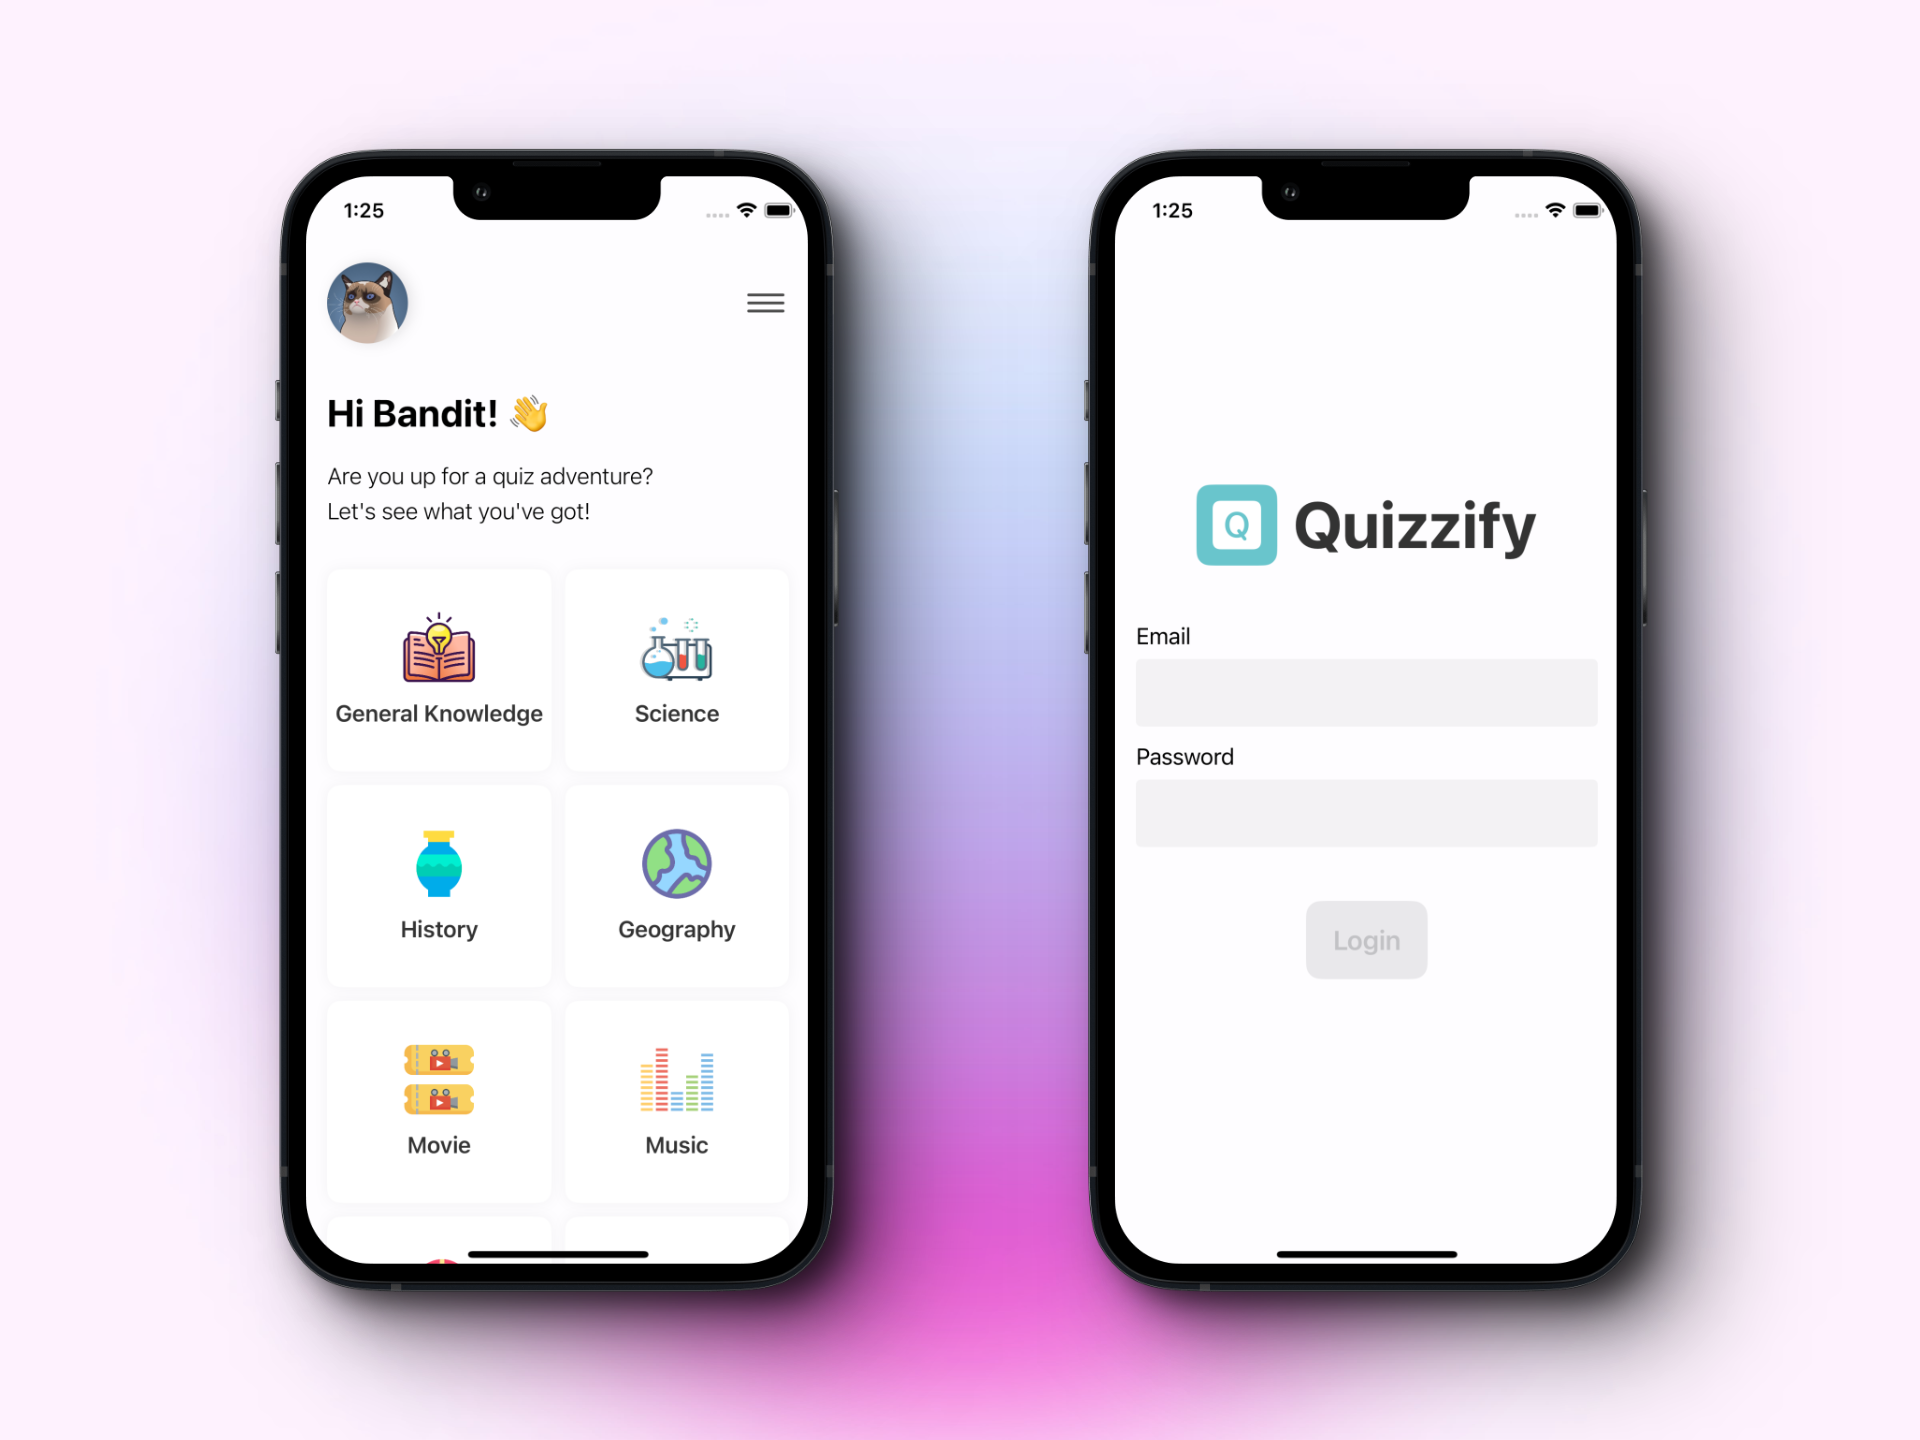 1:25
Hi Bandit! 👋
Are you up for a quiz adventure?
Let's see what you've got!
General Knowledge
Science
History
Geography
Movie
Music
1:25
Q Quizzify
Email
Password
Login